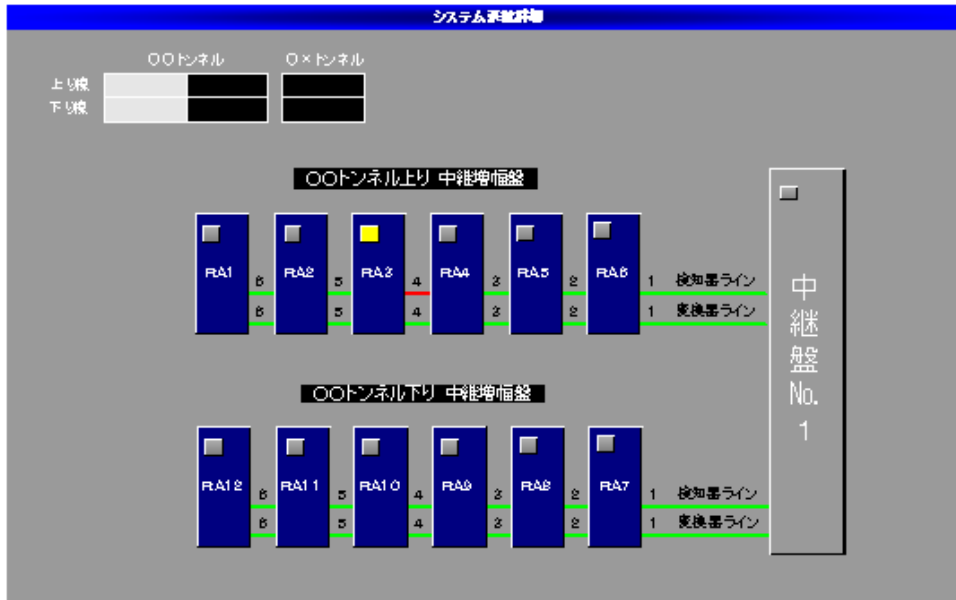 システム系統詳細
〇〇トンネル 〇×トンネル
上り線
下り線
〇〇トンネル上り 中継増幅盤
RA1 RA2 RA3 RA4 RA5 RA6
6 5 4 3 2 1 検知器ライン
6 5 4 3 2 1 変換器ライン
中継盤No.1
〇〇トンネル下り 中継増幅盤
RA12 RA11 RA10 RA9 RA8 RA7
6 5 4 3 2 1 検知器ライン
6 5 4 3 2 1 変換器ライン